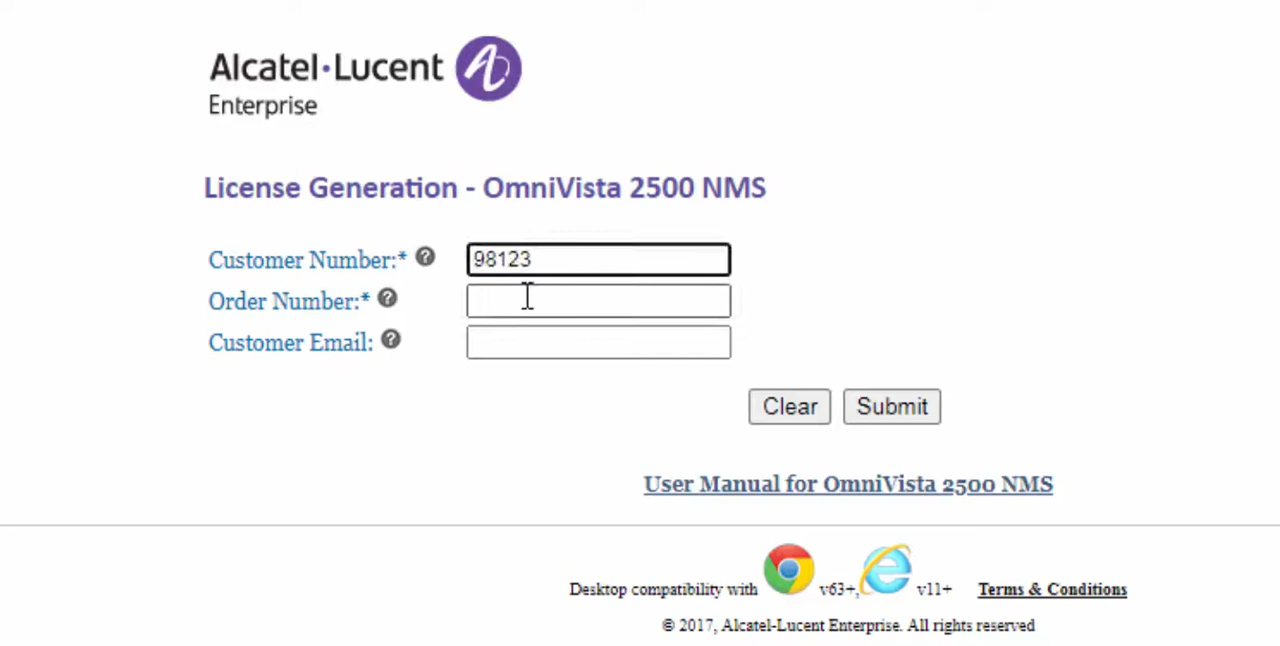 Alcatel·Lucent
Enterprise
License Generation - OmniVista 2500 NMS
Customer Number:* ? 98123
Order Number:* ?
Customer Email: ?
Clear Submit
User Manual for OmniVista 2500 NMS
Desktop compatibility with v63+, v11+ Terms & Conditions
© 2017, Alcatel-Lucent Enterprise. All rights reserved